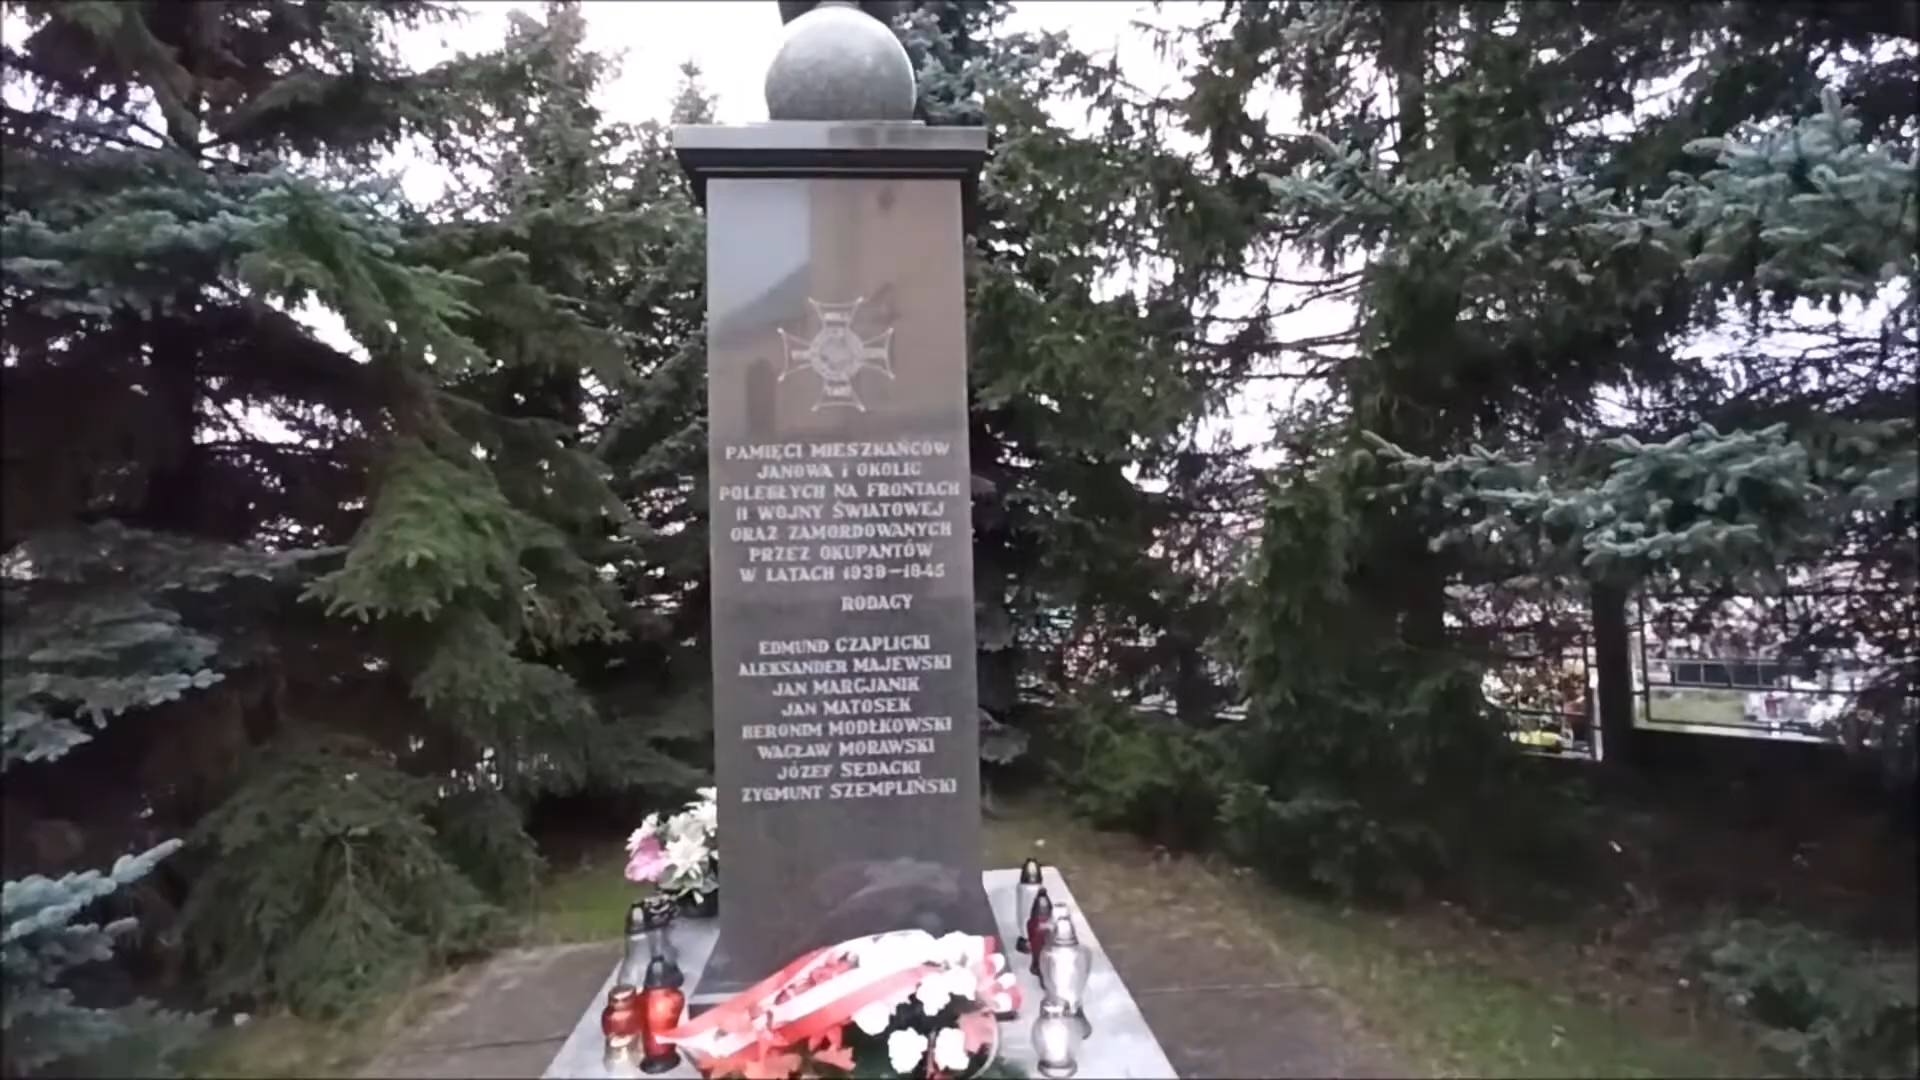 PAMIĘCI MIESZKAŃCÓW
JANOWA I OKOLIC
POLEGŁYCH NA FRONTACH
II WOJNY ŚWIATOWEJ
ORAZ ZAMORDOWANYCH
PRZEZ OKUPANTÓW
W LATACH 1939-1945
RODACY
EDMUND CZAPLICKI
ALEKSANDER MAJEWSKI
JAN MARCJANIK
JAN MATOSEK
HERONIM MODŁKOWSKI
WACŁAW MORAWSKI
JÓZEF SĘDACKI
ZYGMUNT SZEMPLIŃSKI